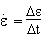 ε̇ = Δε/Δt